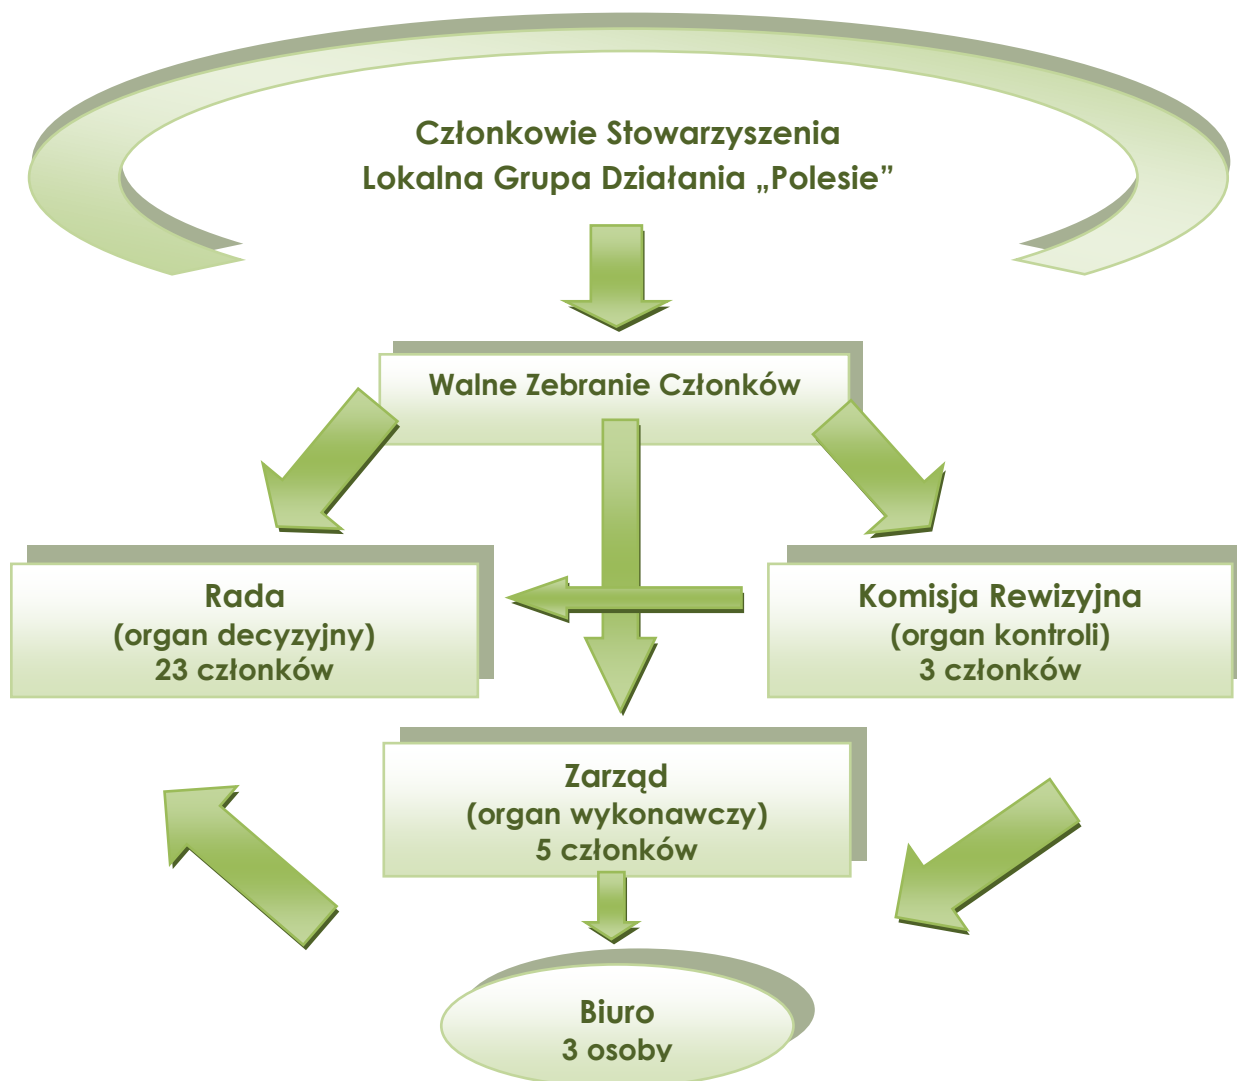 Członkowie Stowarzyszenia
Lokalna Grupa Działania „Polesie”
Walne Zebranie Członków
Rada
(organ decyzyjny)
23 członków
Komisja Rewizyjna
(organ kontroli)
3 członków
Zarząd
(organ wykonawczy)
5 członków
Biuro
3 osoby